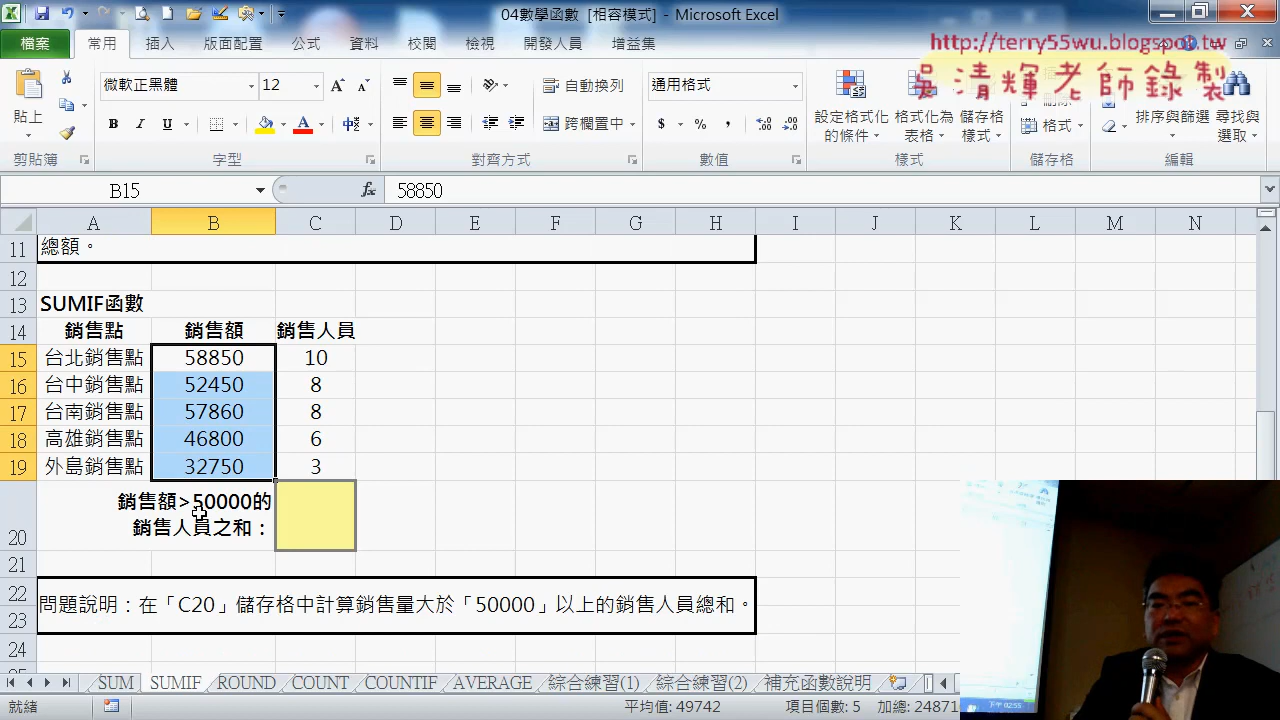 04數學函數 [相容模式] - Microsoft Excel
http://terry55wu.blogspot.tw
吳清輝老師錄製
檔案 常用 插入 版面配置 公式 資料 校閱 檢視 開發人員 增益集
微軟正黑體 12 自動換列 通用格式
貼上 B I U 跨欄置中 $ % , 設定格式化的條件 格式化為表格 儲存格樣式 格式 排序與篩選 尋找與選取
剪貼簿 字型 對齊方式 數值 樣式 儲存格 編輯
B15 fx 58850
A B C D E F G H I J K L M N
11 總額。
12
13 SUMIF函數
14 銷售點 銷售額 銷售人員
15 台北銷售點 58850 10
16 台中銷售點 52450 8
17 台南銷售點 57860 8
18 高雄銷售點 46800 6
19 外島銷售點 32750 3
銷售額>50000的
20 銷售人員之和：
21
22 問題說明：在「C20」儲存格中計算銷售量大於「50000」以上的銷售人員總和。
23
24
SUM SUMIF ROUND COUNT COUNTIF AVERAGE 綜合練習(1) 綜合練習(2) 補充函數說明
就緒 平均值: 49742 項目個數: 5 加總: 24871
下午 02:55